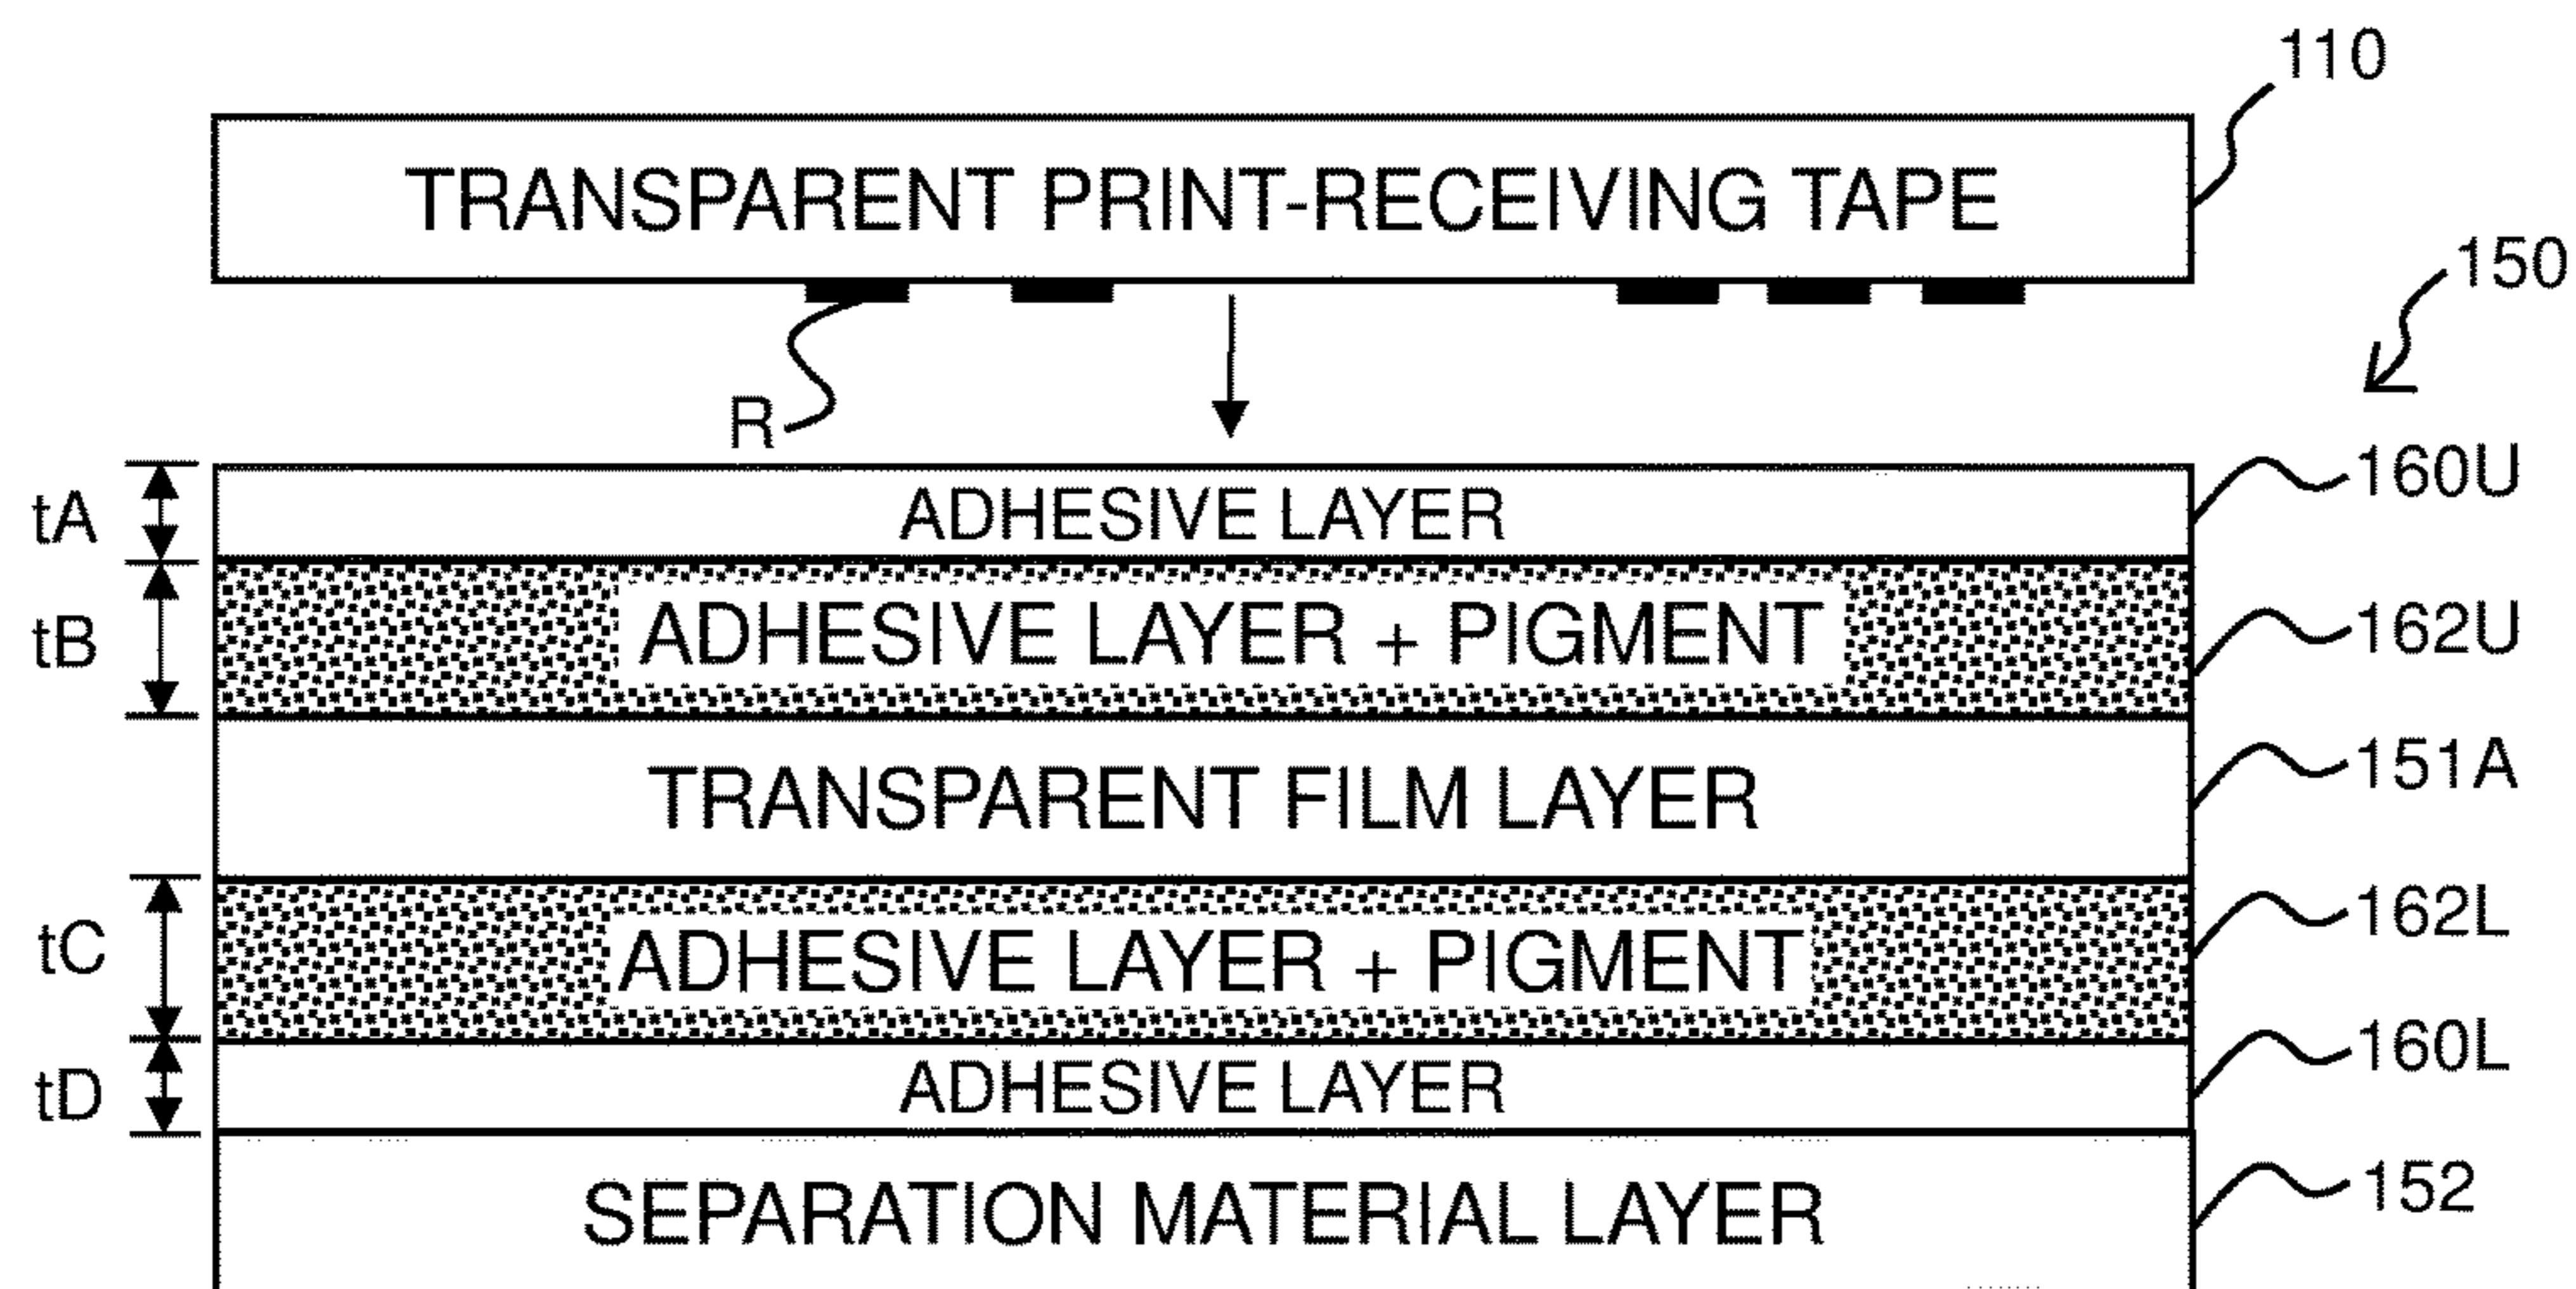 110
TRANSPARENT PRINT-RECEIVING TAPE
150
R
160U
tA
ADHESIVE LAYER
tB
ADHESIVE LAYER + PIGMENT
162U
TRANSPARENT FILM LAYER
151A
tC
ADHESIVE LAYER + PIGMENT
162L
tD
ADHESIVE LAYER
160L
SEPARATION MATERIAL LAYER
152